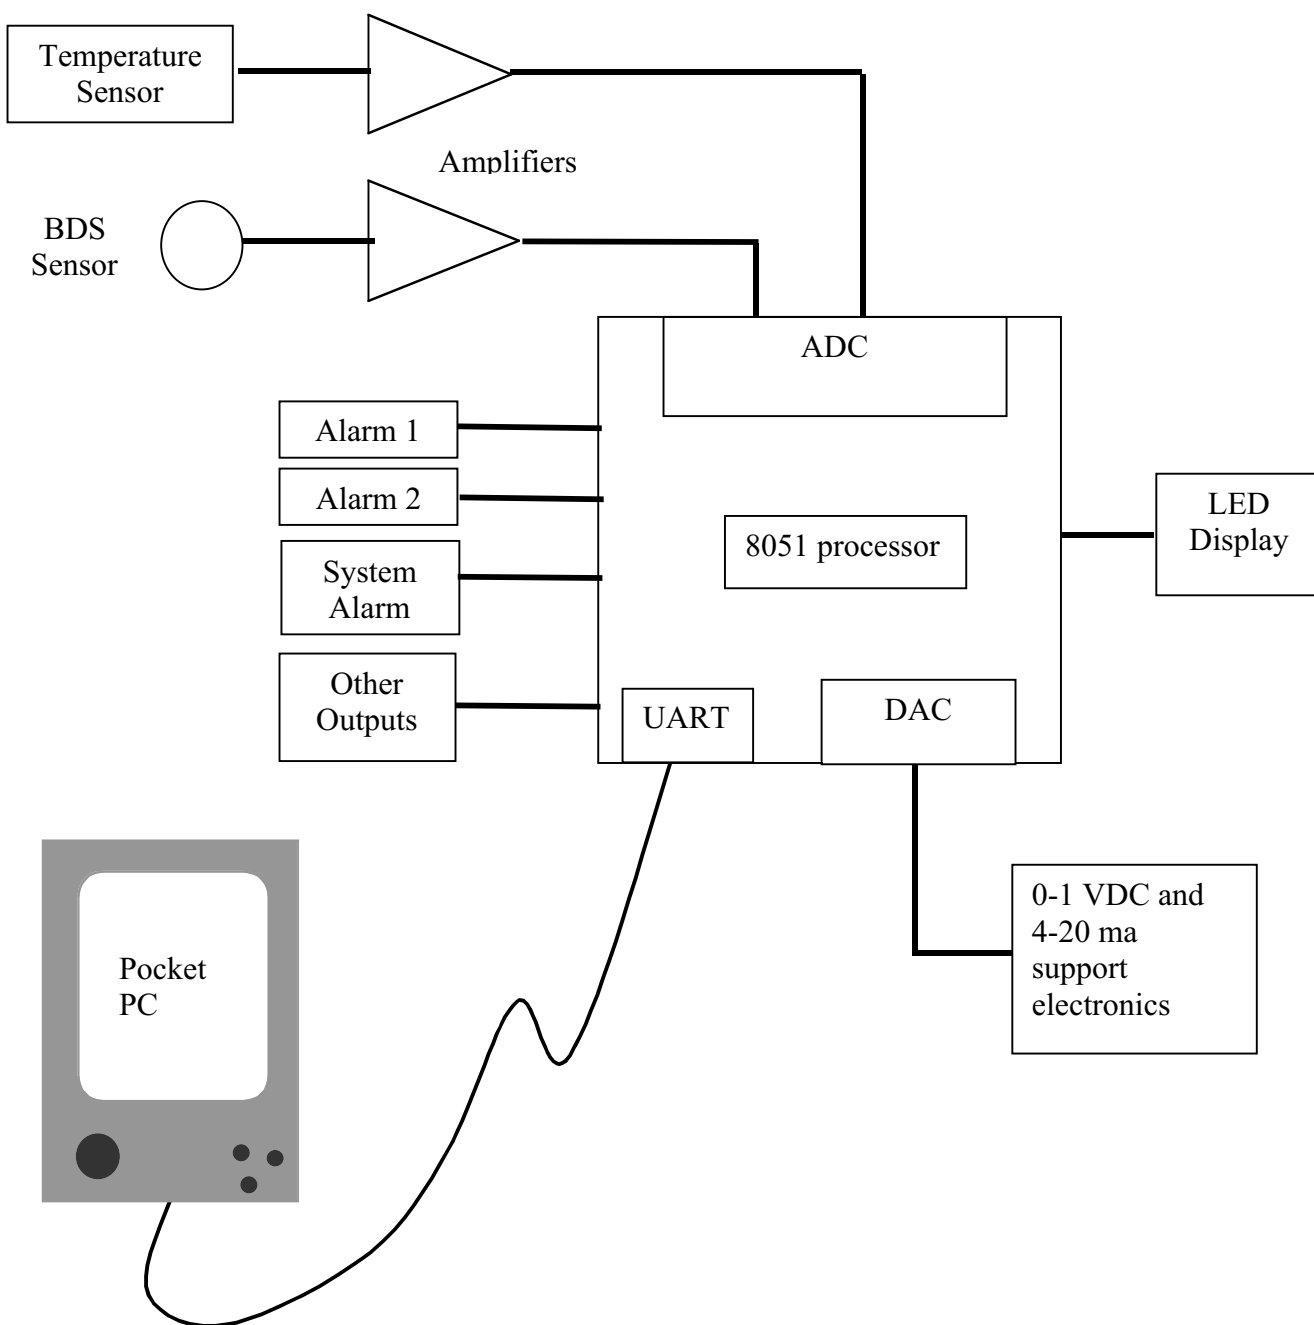 Temperature
Sensor
Amplifiers
BDS
Sensor
ADC
Alarm 1
Alarm 2
System
Alarm
Other
Outputs
8051 processor
LED
Display
UART
DAC
0-1 VDC and
4-20 ma
support
electronics
Pocket
PC